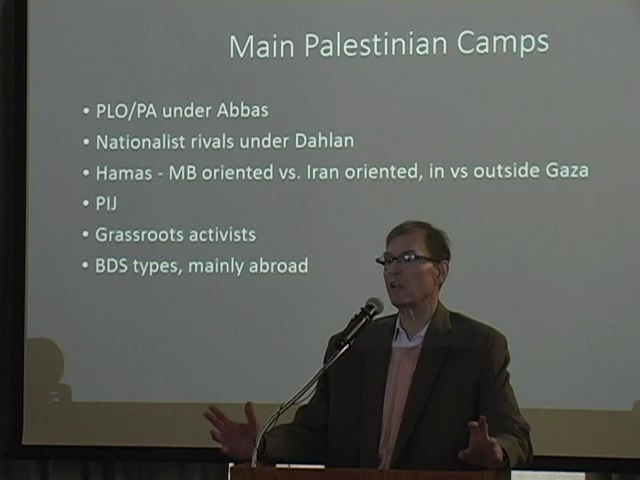 Main Palestinian Camps
• PLO/PA under Abbas
• Nationalist rivals under Dahlan
• Hamas - MB oriented vs. Iran oriented, in vs outside Gaza
• PIJ
• Grassroots activists
• BDS types, mainly abroad